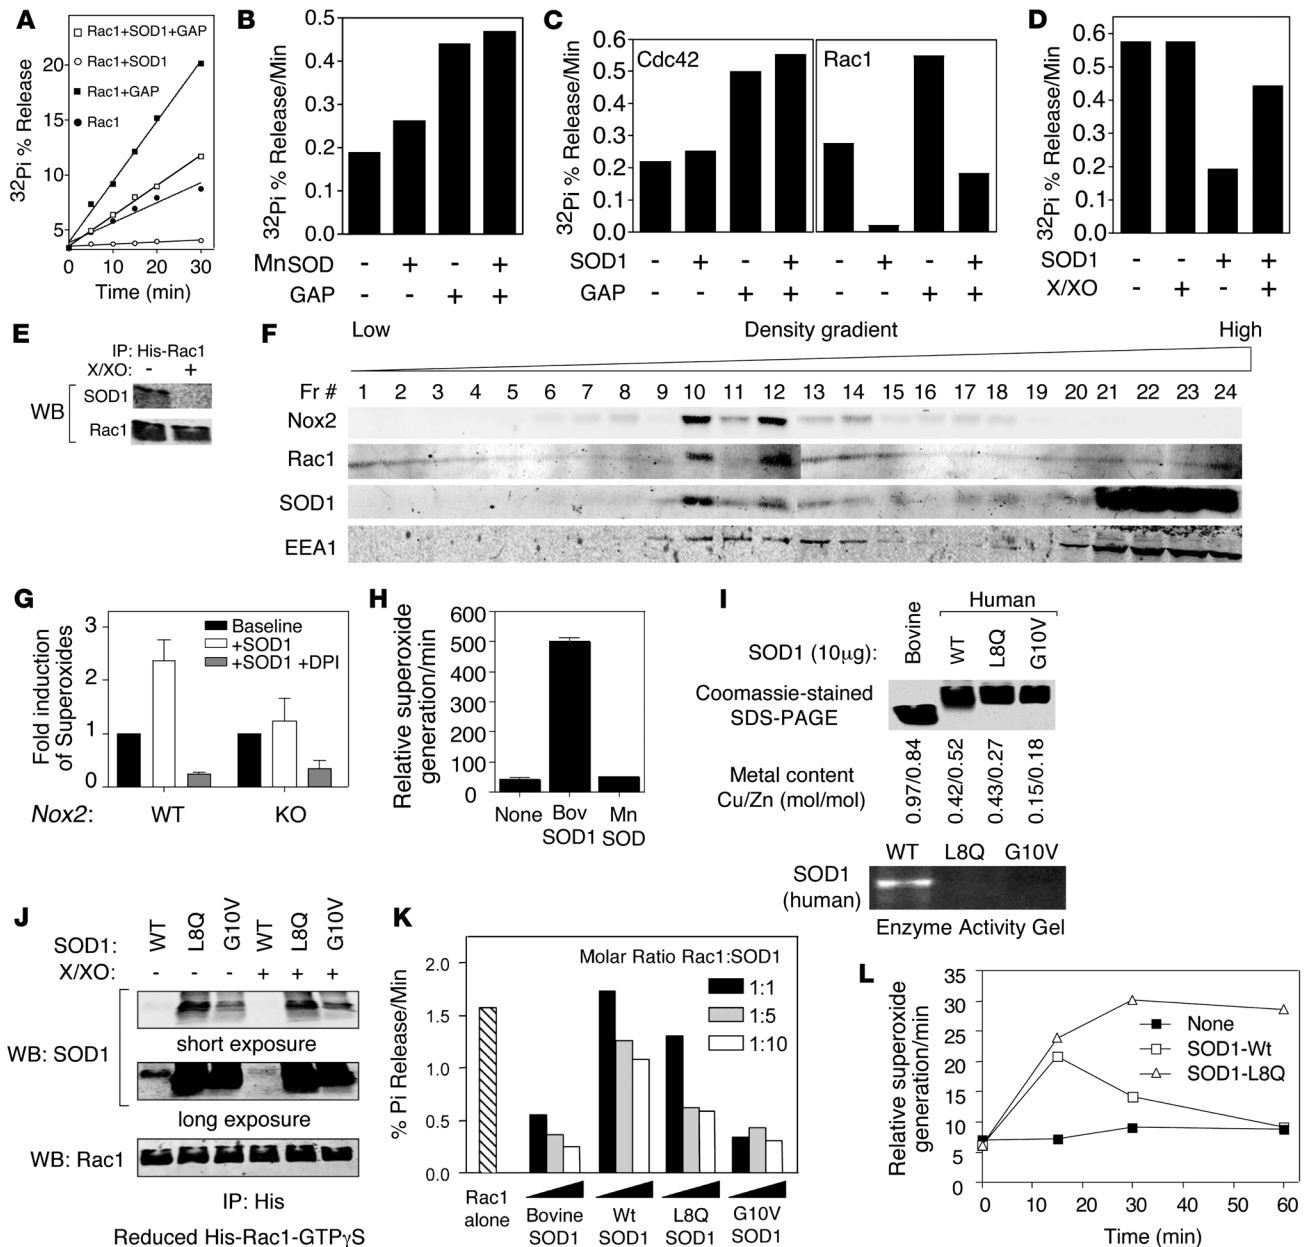 A
32Pi % Release
20
15
10
5
0 10 20 30
Time (min)
Rac1+SOD1+GAP
Rac1+SOD1
Rac1+GAP
Rac1
B
32Pi % Release/Min
0.5
0.4
0.3
0.2
0.1
0.0
MnSOD - + - +
GAP - - + +
C
32Pi % Release/Min
0.6
0.5
0.4
0.3
0.2
0.1
0.0
Cdc42
Rac1
SOD1 - + - + - + - +
GAP - - + + - - + +
D
32Pi % Release/Min
0.6
0.5
0.4
0.3
0.2
0.1
0.0
SOD1 - - + +
X/XO - + - +
E
IP: His-Rac1
X/XO: - +
WB
SOD1
Rac1
F
Low Density gradient High
Fr # 1 2 3 4 5 6 7 8 9 10 11 12 13 14 15 16 17 18 19 20 21 22 23 24
Nox2
Rac1
SOD1
EEA1
G
Fold induction
of Superoxides
3
2
1
0
Baseline
+SOD1
+SOD1 +DPI
Nox2: WT KO
H
Relative superoxide
generation/min
600
500
400
300
200
100
0
None Bov SOD1 Mn SOD
I
Human
SOD1 (10µg): Bovine WT L8Q G10V
Coomassie-stained
SDS-PAGE
Metal content
Cu/Zn (mol/mol)
0.97/0.84 0.42/0.52 0.43/0.27 0.15/0.18
WT L8Q G10V
SOD1
(human)
Enzyme Activity Gel
J
SOD1: WT L8Q G10V WT L8Q G10V
X/XO: - - - + + +
WB: SOD1
short exposure
long exposure
WB: Rac1
IP: His
Reduced His-Rac1-GTPγS
K
% Pi Release/Min
2.0
1.5
1.0
0.5
0.0
Molar Ratio Rac1:SOD1
1:1
1:5
1:10
Rac1 alone
Bovine SOD1
Wt SOD1
L8Q SOD1
G10V SOD1
L
Relative superoxide
generation/min
35
30
25
20
15
10
5
0
None
SOD1-Wt
SOD1-L8Q
0 10 20 30 40 50 60
Time (min)